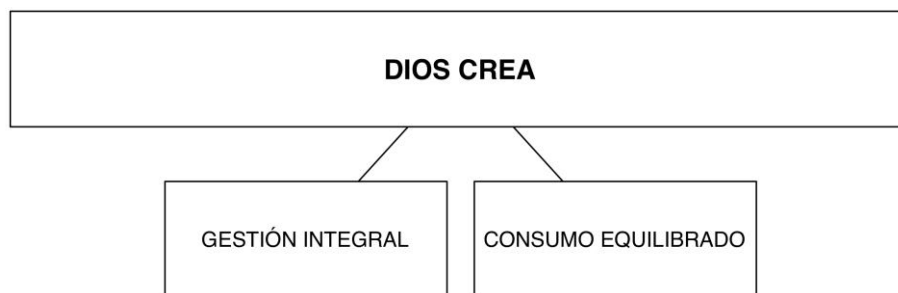 DIOS CREA
GESTIÓN INTEGRAL
CONSUMO EQUILIBRADO